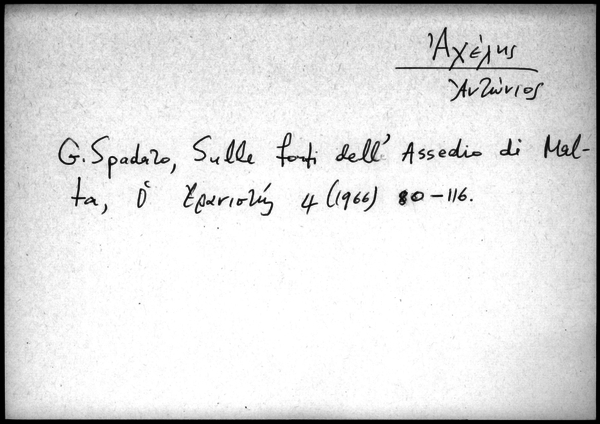 Ἀχέλης
Ἀντώνιος
G. Spadaro, Sulle fonti dell' Assedio di Mal-
ta, Ὁ Ἐρανιστής 4 (1966) 80-116.